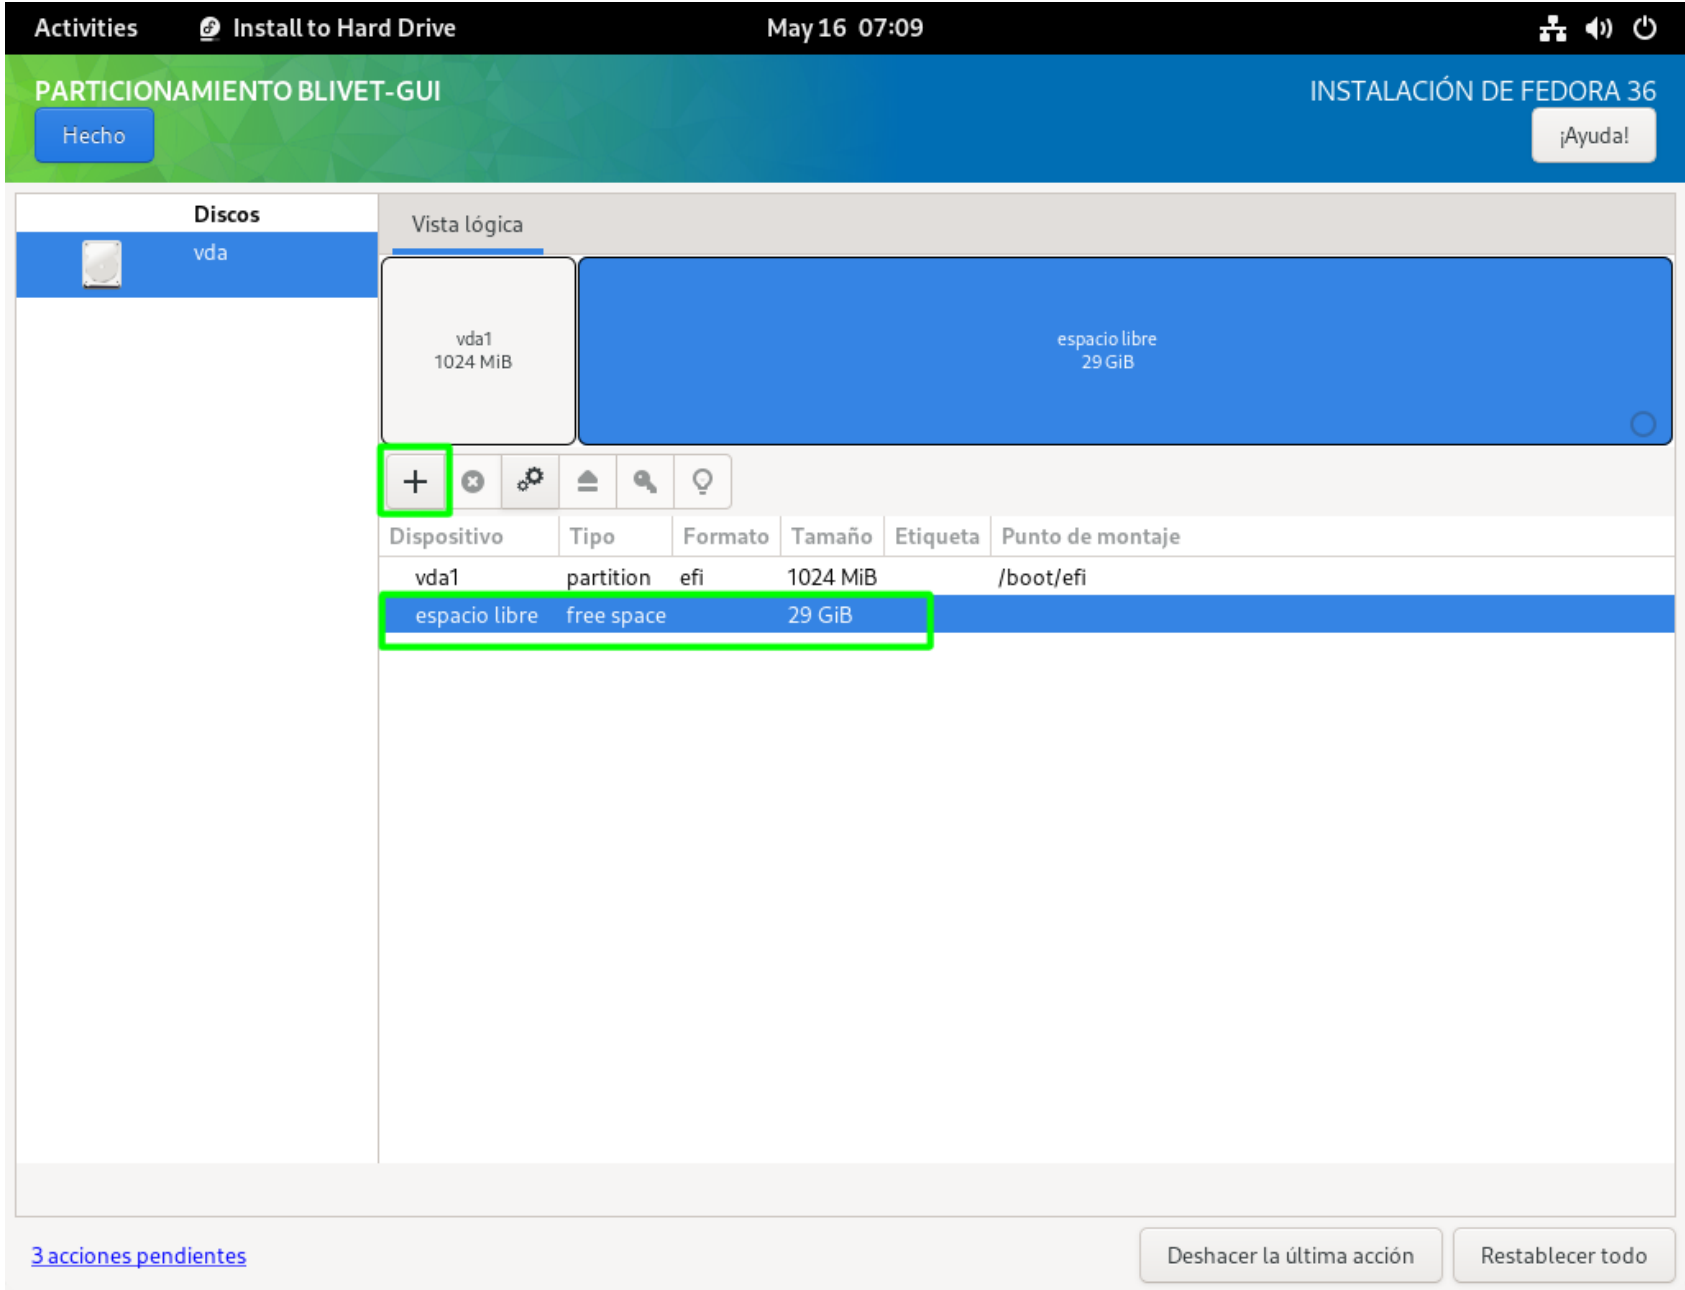 Activities Install to Hard Drive May 16 07:09
PARTICIONAMIENTO BLIVET-GUI INSTALACIÓN DE FEDORA 36
Hecho ¡Ayuda!
Discos
vda
Vista lógica
vda1
1024 MiB
espacio libre
29 GiB
Dispositivo Tipo Formato Tamaño Etiqueta Punto de montaje
vda1 partition efi 1024 MiB /boot/efi
espacio libre free space 29 GiB
3 acciones pendientes Deshacer la última acción Restablecer todo